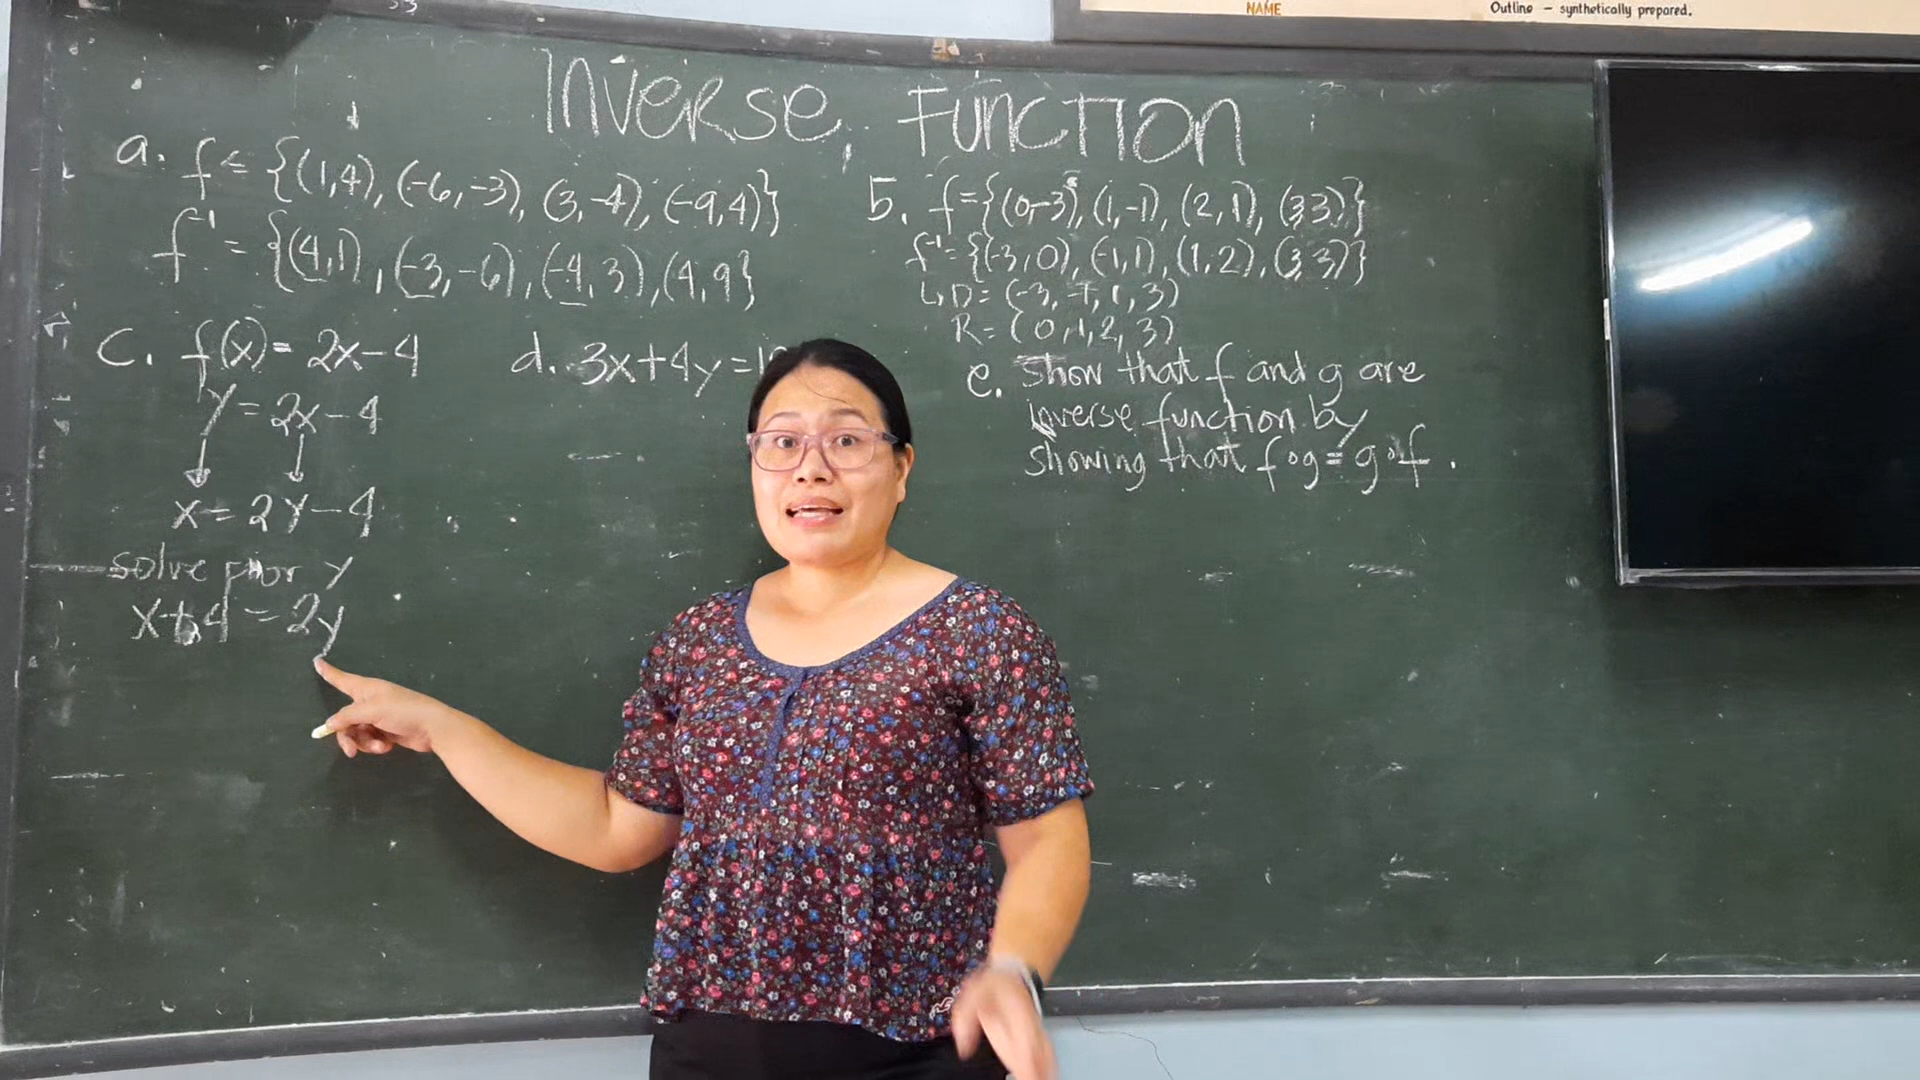 NAME
Outline – synthetically prepared.
Inverse Function
a. f = {(1,4), (-6,-3), (3,-4), (-9,4)}
f⁻¹ = {(4,1), (-3,-6), (-4,3), (4,9}
c. f(x) = 2x-4
y = 2x-4
x = 2y-4
solve for y
x+4 = 2y
d. 3x+4y=
5. f={(0,-3), (1,-1), (2,1), (3,3)}
f⁻¹={(-3,0), (-1,1), (1,2), (3,3)}
D= (-3,-1,1,3)
R= (0,1,2,3)
e. Show that f and g are
inverse function by
showing that f∘g=g∘f.